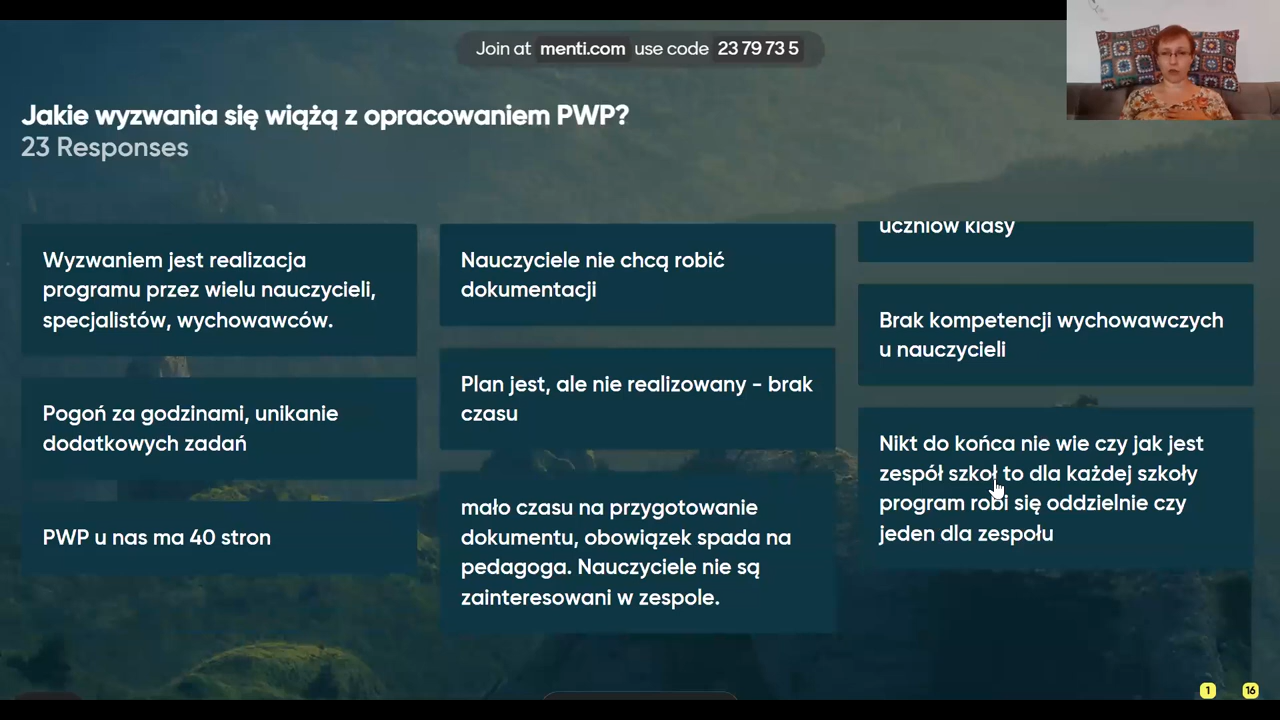 Join at menti.com use code 23 79 73 5
Jakie wyzwania się wiążą z opracowaniem PWP?
23 Responses
Wyzwaniem jest realizacja
programu przez wielu nauczycieli,
specjalistów, wychowawców.
Pogoń za godzinami, unikanie
dodatkowych zadań
PWP u nas ma 40 stron
Nauczyciele nie chcą robić
dokumentacji
Plan jest, ale nie realizowany - brak
czasu
mało czasu na przygotowanie
dokumentu, obowiązek spada na
pedagoga. Nauczyciele nie są
zainteresowani w zespole.
uczniów klasy
Brak kompetencji wychowawczych
u nauczycieli
Nikt do końca nie wie czy jak jest
zespół szkoł to dla każdej szkoły
program robi się oddzielnie czy
jeden dla zespołu
1
16